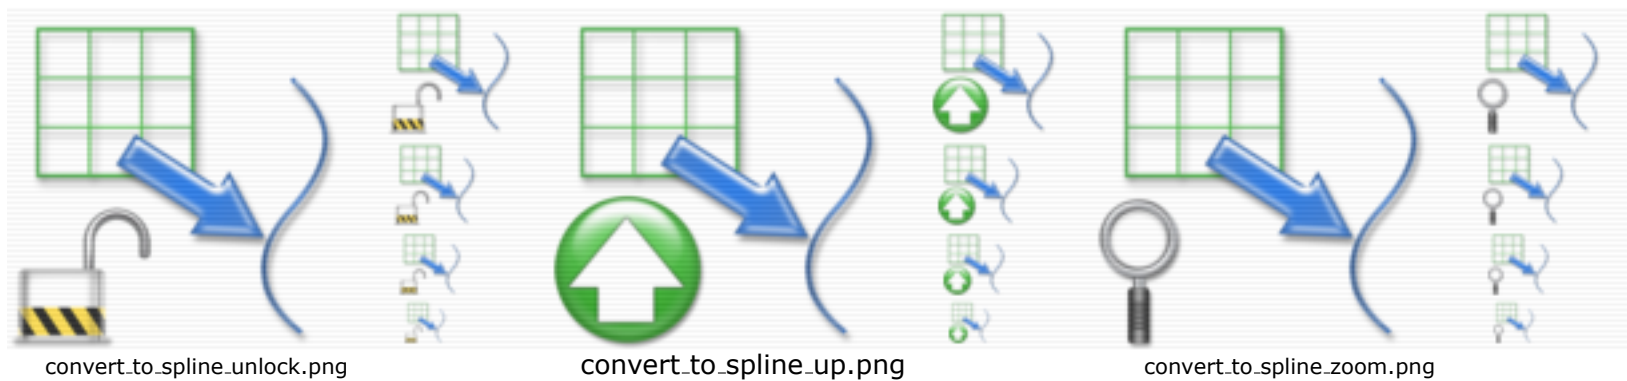 convert_to_spline_unlock.png
convert_to_spline_up.png
convert_to_spline_zoom.png